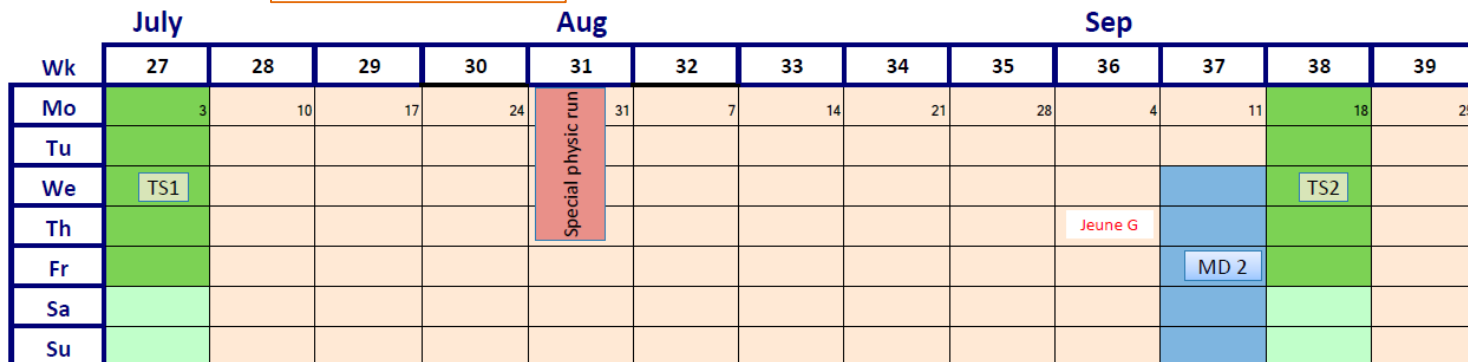 July Aug Sep
Wk 27 28 29 30 31 32 33 34 35 36 37 38 39
Mo 3 10 17 24 31 7 14 21 28 4 11 18 25
Special physic run
Tu
We TS1 TS2
Th Jeune G
Fr MD 2
Sa
Su